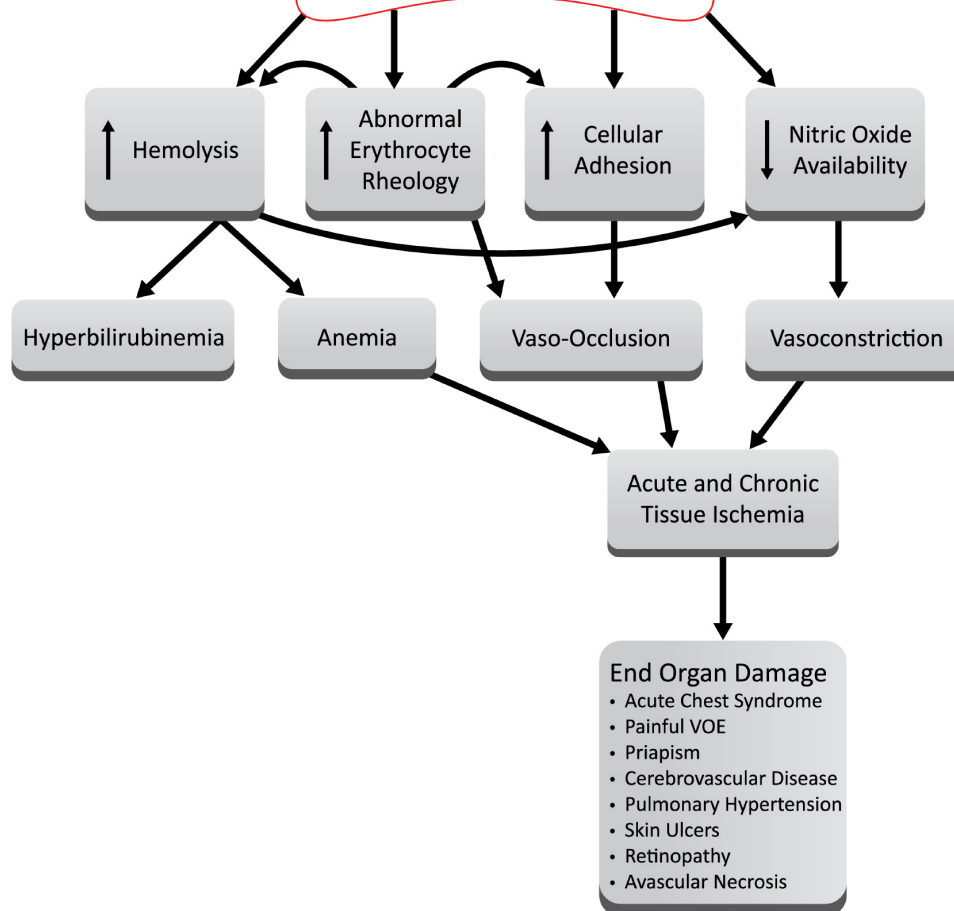 Hemolysis
Abnormal
Erythrocyte
Rheology
Cellular
Adhesion
Nitric Oxide
Availability
Hyperbilirubinemia
Anemia
Vaso-Occlusion
Vasoconstriction
Acute and Chronic
Tissue Ischemia
End Organ Damage
• Acute Chest Syndrome
• Painful VOE
• Priapism
• Cerebrovascular Disease
• Pulmonary Hypertension
• Skin Ulcers
• Retinopathy
• Avascular Necrosis